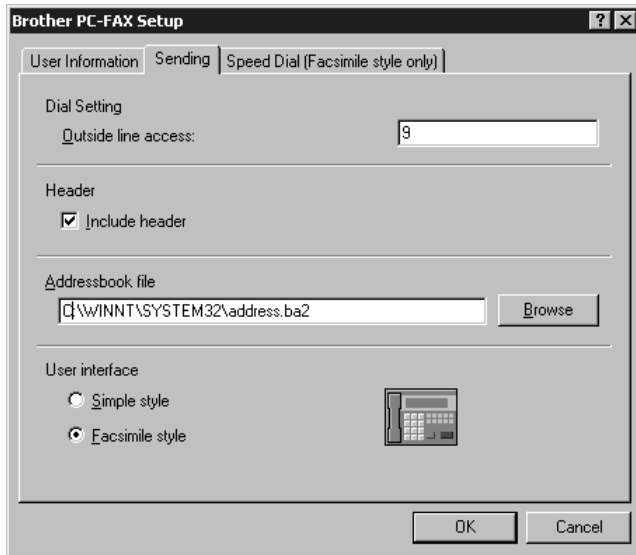 Brother PC-FAX Setup
User Information Sending Speed Dial (Facsimile style only)
Dial Setting
Outside line access: 9
Header
Include header
Addressbook file
C:\WINNT\SYSTEM32\address.ba2 Browse
User interface
Simple style
Facsimile style
OK Cancel